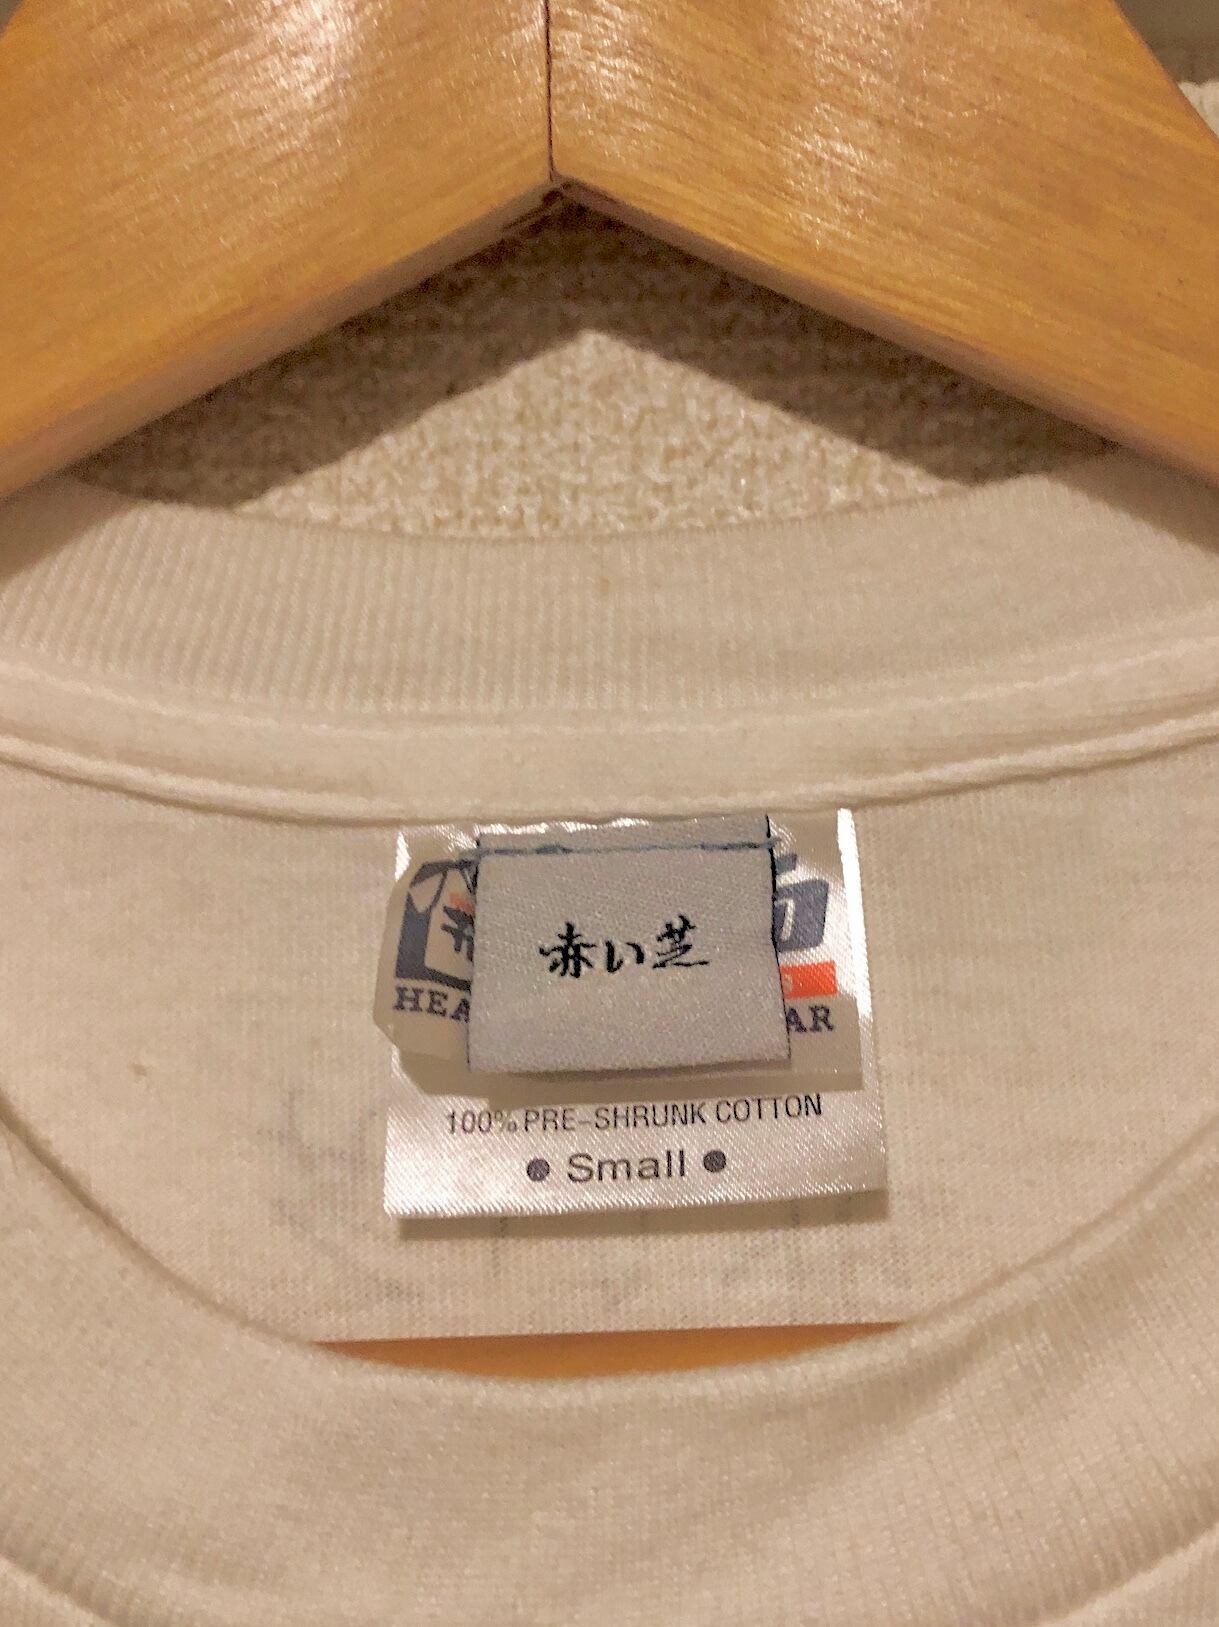 赤い芝
100% PRE-SHRUNK COTTON
● Small ●